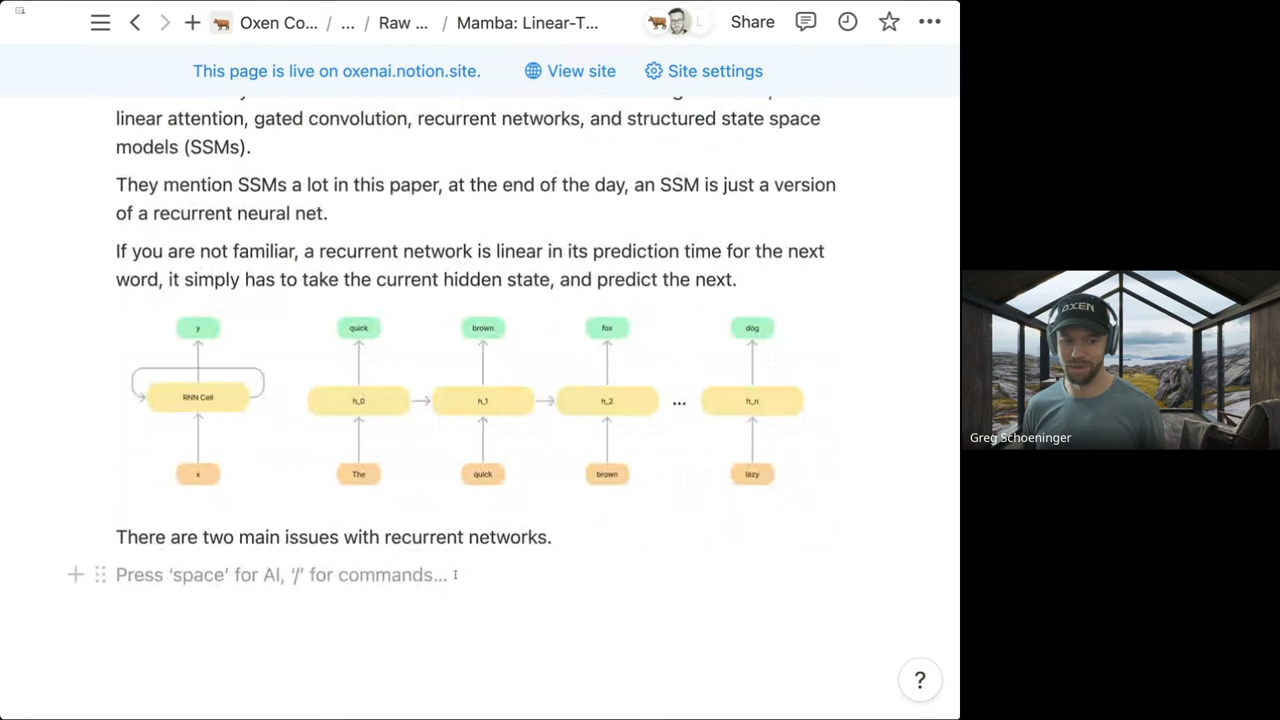 Oxen Co... / ... / Raw ... / Mamba: Linear-T... L Share
This page is live on oxenai.notion.site. View site Site settings
linear attention, gated convolution, recurrent networks, and structured state space
models (SSMs).
They mention SSMs a lot in this paper, at the end of the day, an SSM is just a version
of a recurrent neural net.
If you are not familiar, a recurrent network is linear in its prediction time for the next
word, it simply has to take the current hidden state, and predict the next.
y quick brown fox dog
RNN Cell h_0 h_1 h_2 ... h_n
x The quick brown lazy
There are two main issues with recurrent networks.
Press ‘space’ for AI, ‘/’ for commands...
?
OXEN
Greg Schoeninger